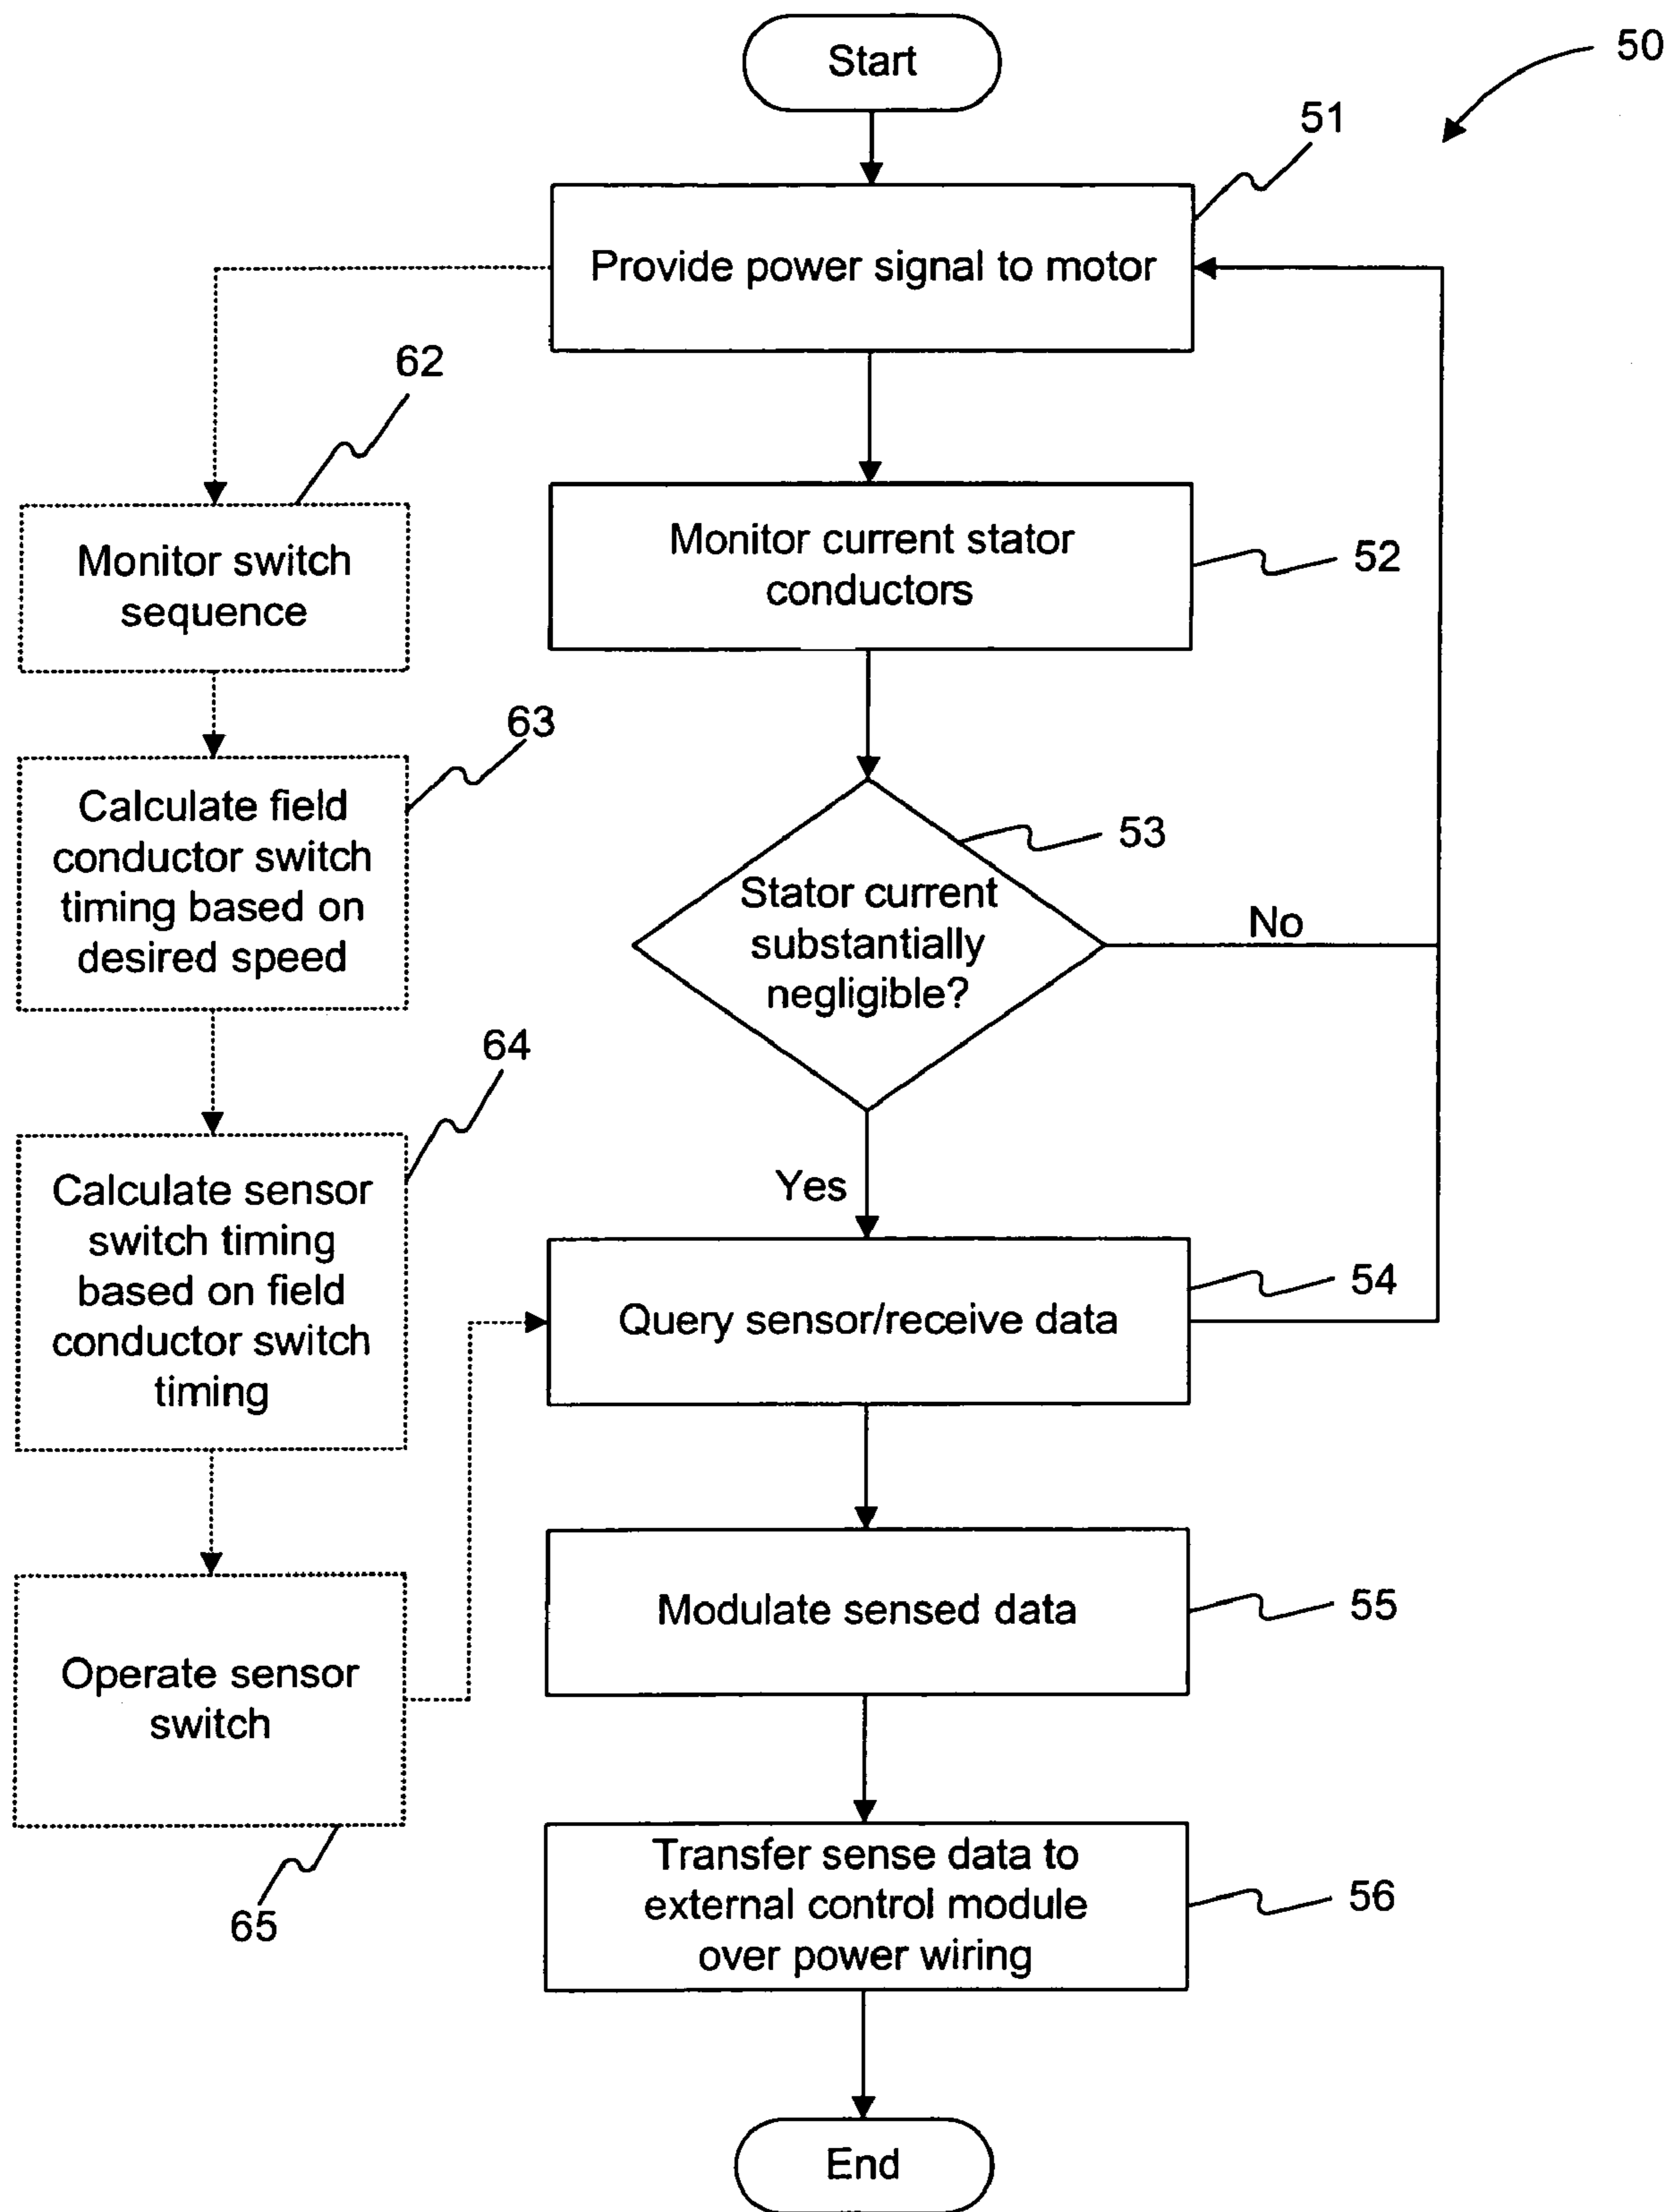 Start
50
51
Provide power signal to motor
62
Monitor current stator
conductors
52
Monitor switch
sequence
63
Calculate field
conductor switch
timing based on
desired speed
53
Stator current
substantially
negligible?
No
64
Yes
Calculate sensor
switch timing
based on field
conductor switch
timing
54
Query sensor/receive data
Modulate sensed data
55
Operate sensor
switch
65
Transfer sense data to
external control module
over power wiring
56
End